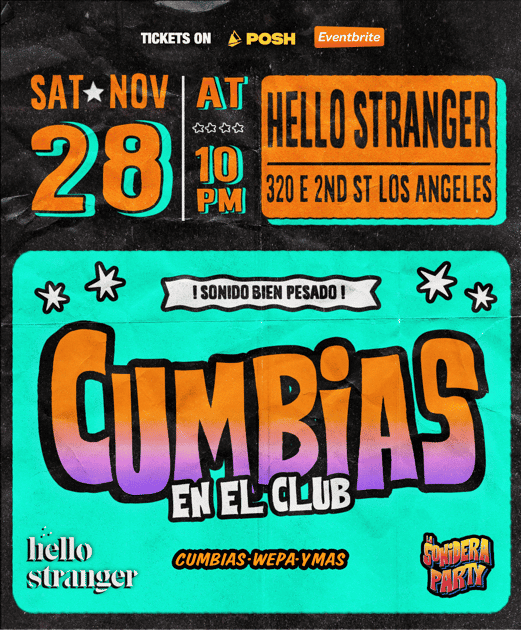 TICKETS ON POSH Eventbrite
SAT NOV
28
AT
10
PM
HELLO STRANGER
320 E 2ND ST LOS ANGELES
! SONIDO BIEN PESADO !
CUMBiAS
EN EL CLUB
hello
stranger
CUMBIAS·WEPA·Y MAS
LA
SONIDERA
PARTY